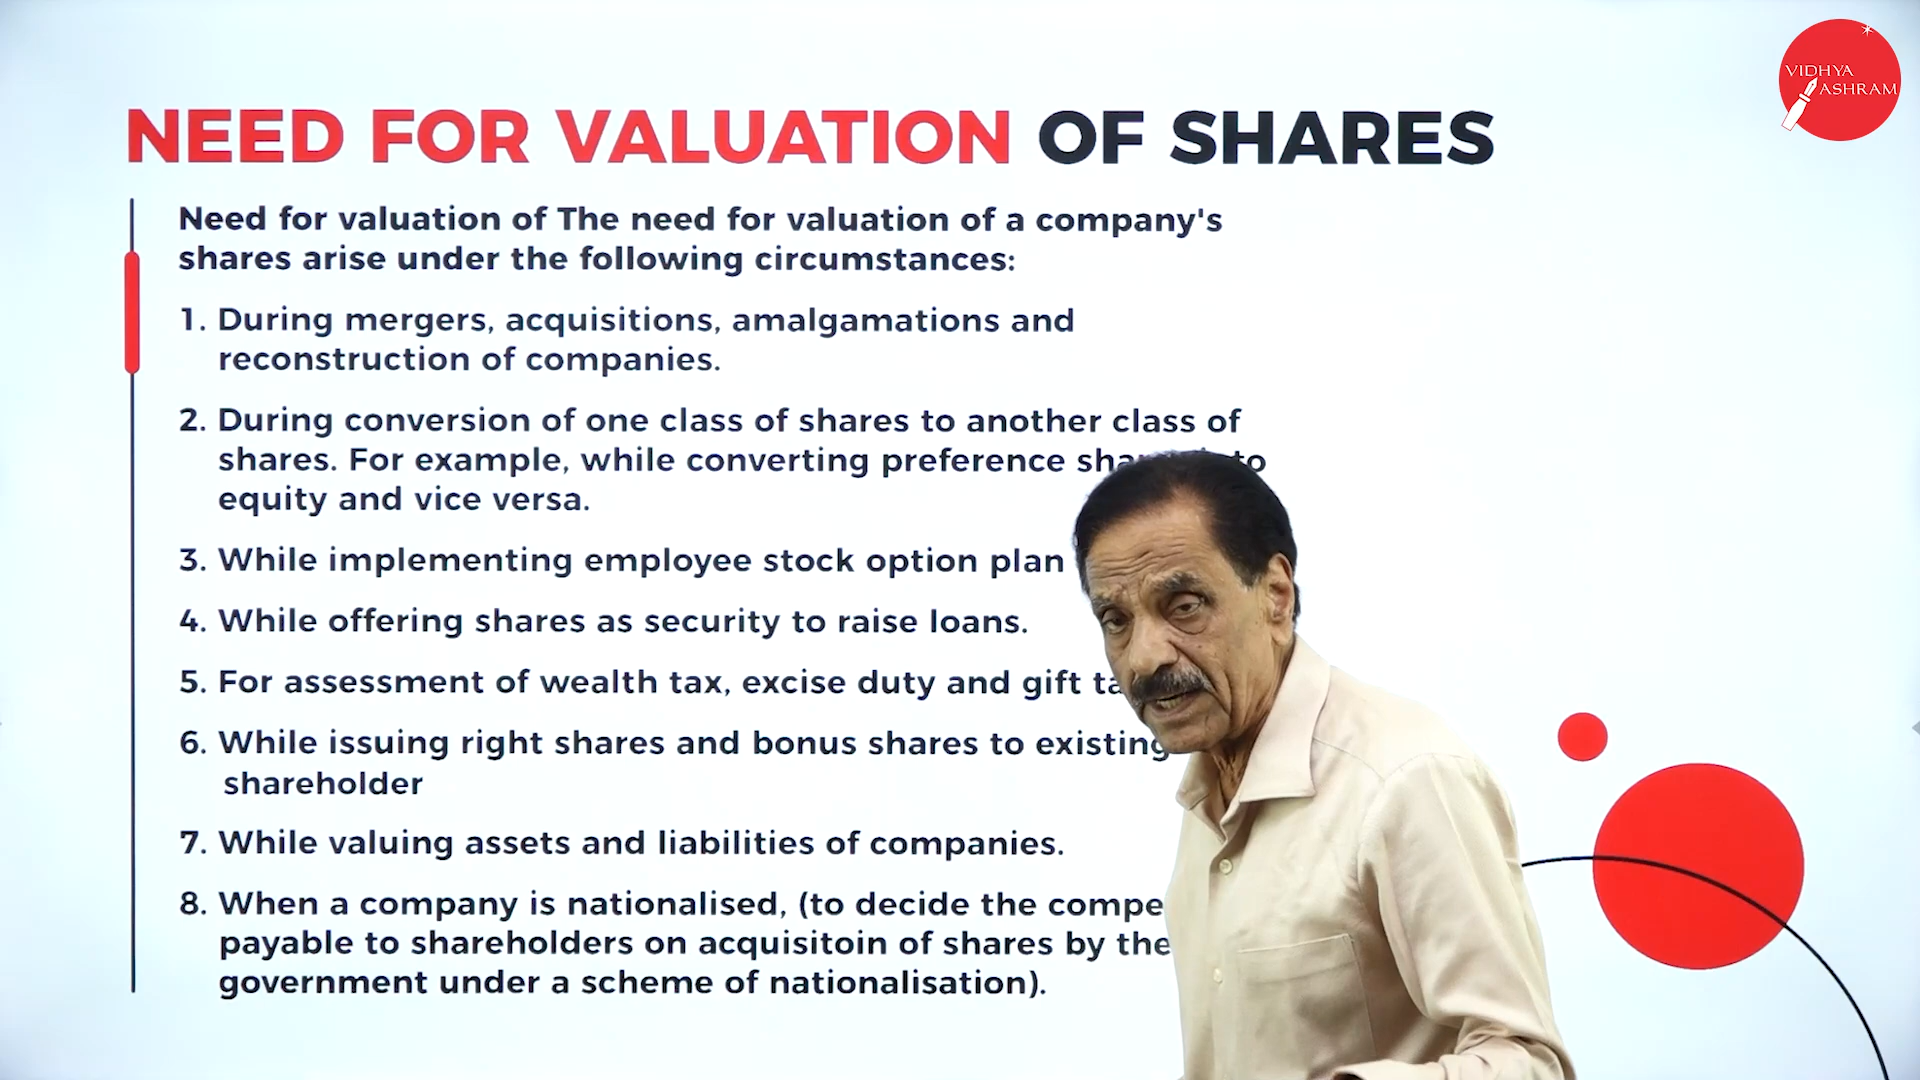 VIDHYA
ASHRAM
NEED FOR VALUATION OF SHARES
Need for valuation of The need for valuation of a company's
shares arise under the following circumstances:
1. During mergers, acquisitions, amalgamations and
reconstruction of companies.
2. During conversion of one class of shares to another class of
shares. For example, while converting preference
equity and vice versa.
3. While implementing employee stock option plan
4. While offering shares as security to raise loans.
5. For assessment of wealth tax, excise duty and gift
6. While issuing right shares and bonus shares to existing
shareholder
7. While valuing assets and liabilities of companies.
8. When a company is nationalised, (to decide the
payable to shareholders on acquisitoin of shares by the
government under a scheme of nationalisation).